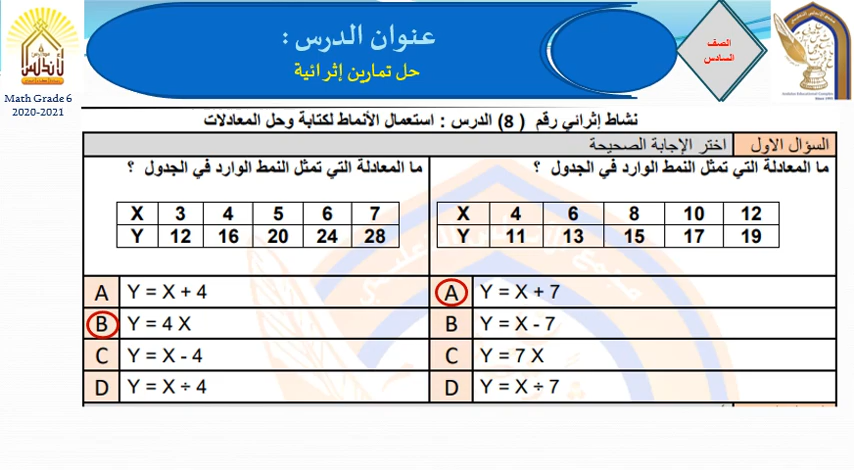 عنوان الدرس :
حل تمارين إثرائية
الصف
السادس
Math Grade 6
2020-2021
نشاط إثرائي رقم ( 8) الدرس : استعمال الأنماط لكتابة وحل المعادلات
السؤال الاول اختر الإجابة الصحيحة
ما المعادلة التي تمثل النمط الوارد في الجدول ؟
X 4 6 8 10 12
Y 11 13 15 17 19
A Y = X + 7
B Y = X - 7
C Y = 7 X
D Y = X ÷ 7
ما المعادلة التي تمثل النمط الوارد في الجدول ؟
X 3 4 5 6 7
Y 12 16 20 24 28
A Y = X + 4
B Y = 4 X
C Y = X - 4
D Y = X ÷ 4